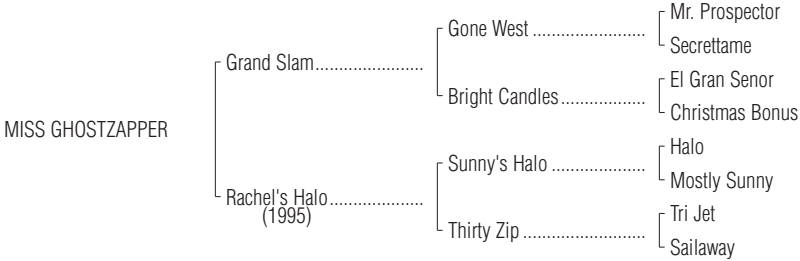 Mr. Prospector
Gone West ........................
Secrettame
Grand Slam.......................
El Gran Senor
Bright Candles..................
Christmas Bonus
MISS GHOSTZAPPER
Halo
Sunny's Halo ....................
Mostly Sunny
Rachel's Halo....................
(1995)
Tri Jet
Thirty Zip ..........................
Sailaway